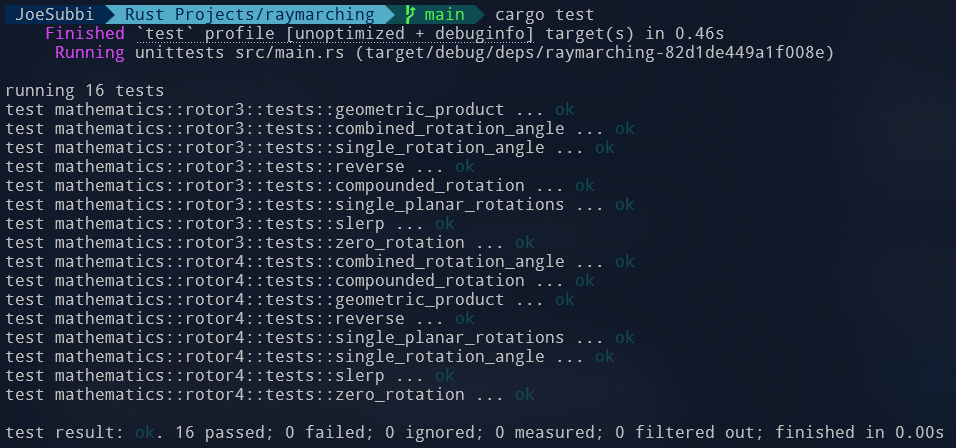 JoeSubbi Rust Projects/raymarching main cargo test
Finished `test` profile [unoptimized + debuginfo] target(s) in 0.46s
Running unittests src/main.rs (target/debug/deps/raymarching-82d1de449a1f008e)
running 16 tests
test mathematics::rotor3::tests::geometric_product ... ok
test mathematics::rotor3::tests::combined_rotation_angle ... ok
test mathematics::rotor3::tests::single_rotation_angle ... ok
test mathematics::rotor3::tests::reverse ... ok
test mathematics::rotor3::tests::compounded_rotation ... ok
test mathematics::rotor3::tests::single_planar_rotations ... ok
test mathematics::rotor3::tests::slerp ... ok
test mathematics::rotor3::tests::zero_rotation ... ok
test mathematics::rotor4::tests::combined_rotation_angle ... ok
test mathematics::rotor4::tests::compounded_rotation ... ok
test mathematics::rotor4::tests::geometric_product ... ok
test mathematics::rotor4::tests::reverse ... ok
test mathematics::rotor4::tests::single_planar_rotations ... ok
test mathematics::rotor4::tests::single_rotation_angle ... ok
test mathematics::rotor4::tests::slerp ... ok
test mathematics::rotor4::tests::zero_rotation ... ok
test result: ok. 16 passed; 0 failed; 0 ignored; 0 measured; 0 filtered out; finished in 0.00s